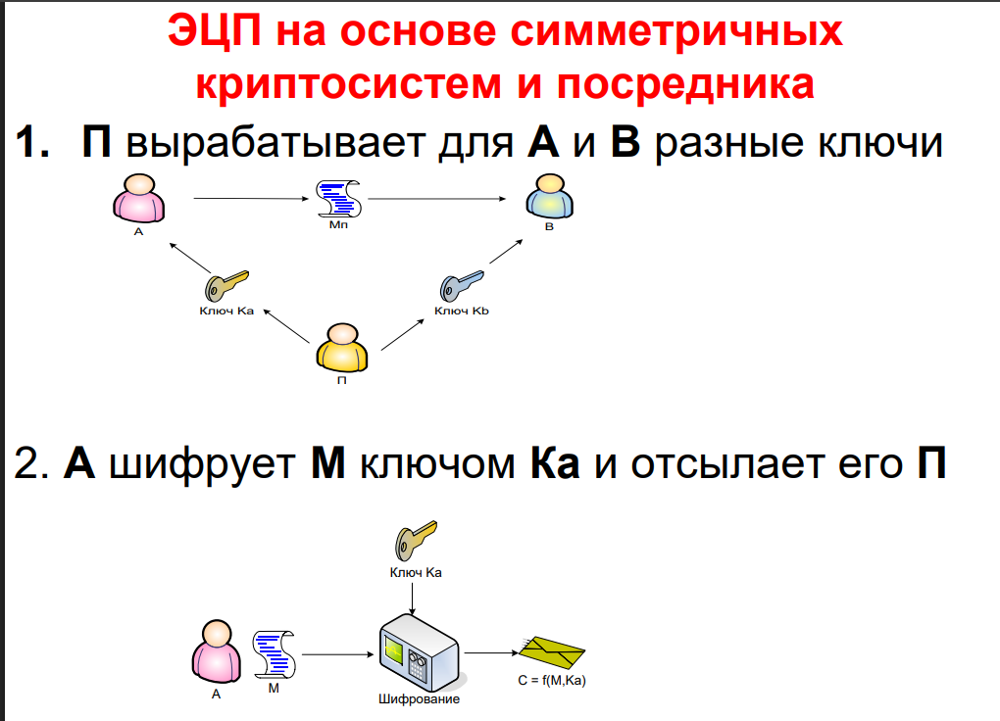 ЭЦП на основе симметричных
криптосистем и посредника
1. П вырабатывает для А и В разные ключи
А
Мп
В
Ключ Ка
Ключ Kb
П
2. А шифрует М ключом Ка и отсылает его П
Ключ Ка
А
М
Шифрование
C = f(M,Ka)